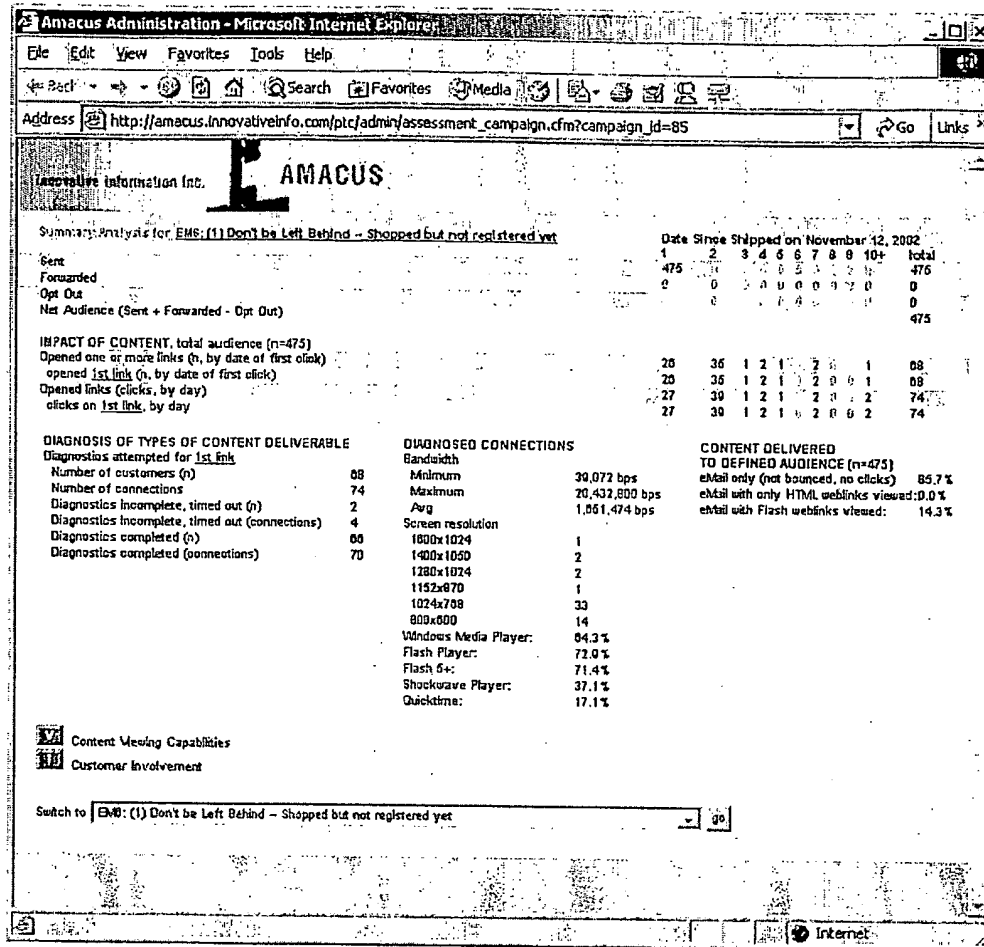 Amacus Administration - Microsoft Internet Explorer
File Edit View Favorites Tools Help
Back Search Favorites Media
Address http://amacus.innovativeinfo.com/ptc/admin/assessment_campaign.cfm?campaign_id=85 Go Links
Innovative Information Inc. AMACUS
Summary Analysis for EM6: (1) Don't be Left Behind -- Shopped but not registered yet
Date Since Shipped on November 12, 2002
1 2 3 4 5 6 7 8 9 10+ total
Sent 475 475
Forwarded 0 0 0 0 0 0
Opt Out 0
Net Audience (Sent + Forwarded - Opt Out) 475
IMPACT OF CONTENT, total audience (n=475)
Opened one or more links (n, by date of first click) 26 35 1 2 1 2 1 68
opened 1st link (n, by date of first click) 26 35 1 2 1 2 0 1 68
Opened links (clicks, by day) 27 39 1 2 1 2 2 74
clicks on 1st link, by day 27 39 1 2 1 2 0 0 2 74
DIAGNOSIS OF TYPES OF CONTENT DELIVERABLE
Diagnostics attempted for 1st link
Number of customers (n) 68
Number of connections 74
Diagnostics incomplete, timed out (n) 2
Diagnostics incomplete, timed out (connections) 4
Diagnostics completed (n) 66
Diagnostics completed (connections) 70
DIAGNOSED CONNECTIONS
Bandwidth
Minimum 39,072 bps
Maximum 20,432,800 bps
Avg 1,651,474 bps
Screen resolution
1600x1024 1
1400x1050 2
1280x1024 2
1152x870 1
1024x768 33
800x600 14
Windows Media Player: 64.3%
Flash Player:
Flash 5+: 71.4%
Shockwave Player: 37.1%
Quicktime: 17.1%
CONTENT DELIVERED
TO DEFINED AUDIENCE (n=475)
eMail only (not bounced, no clicks) 85.7%
eMail with only HTML weblinks viewed: 0.0%
eMail with Flash weblinks viewed: 14.3%
Content Viewing Capabilities
Customer Involvement
Switch to EM6: (1) Don't be Left Behind -- Shopped but not registered yet go
Internet